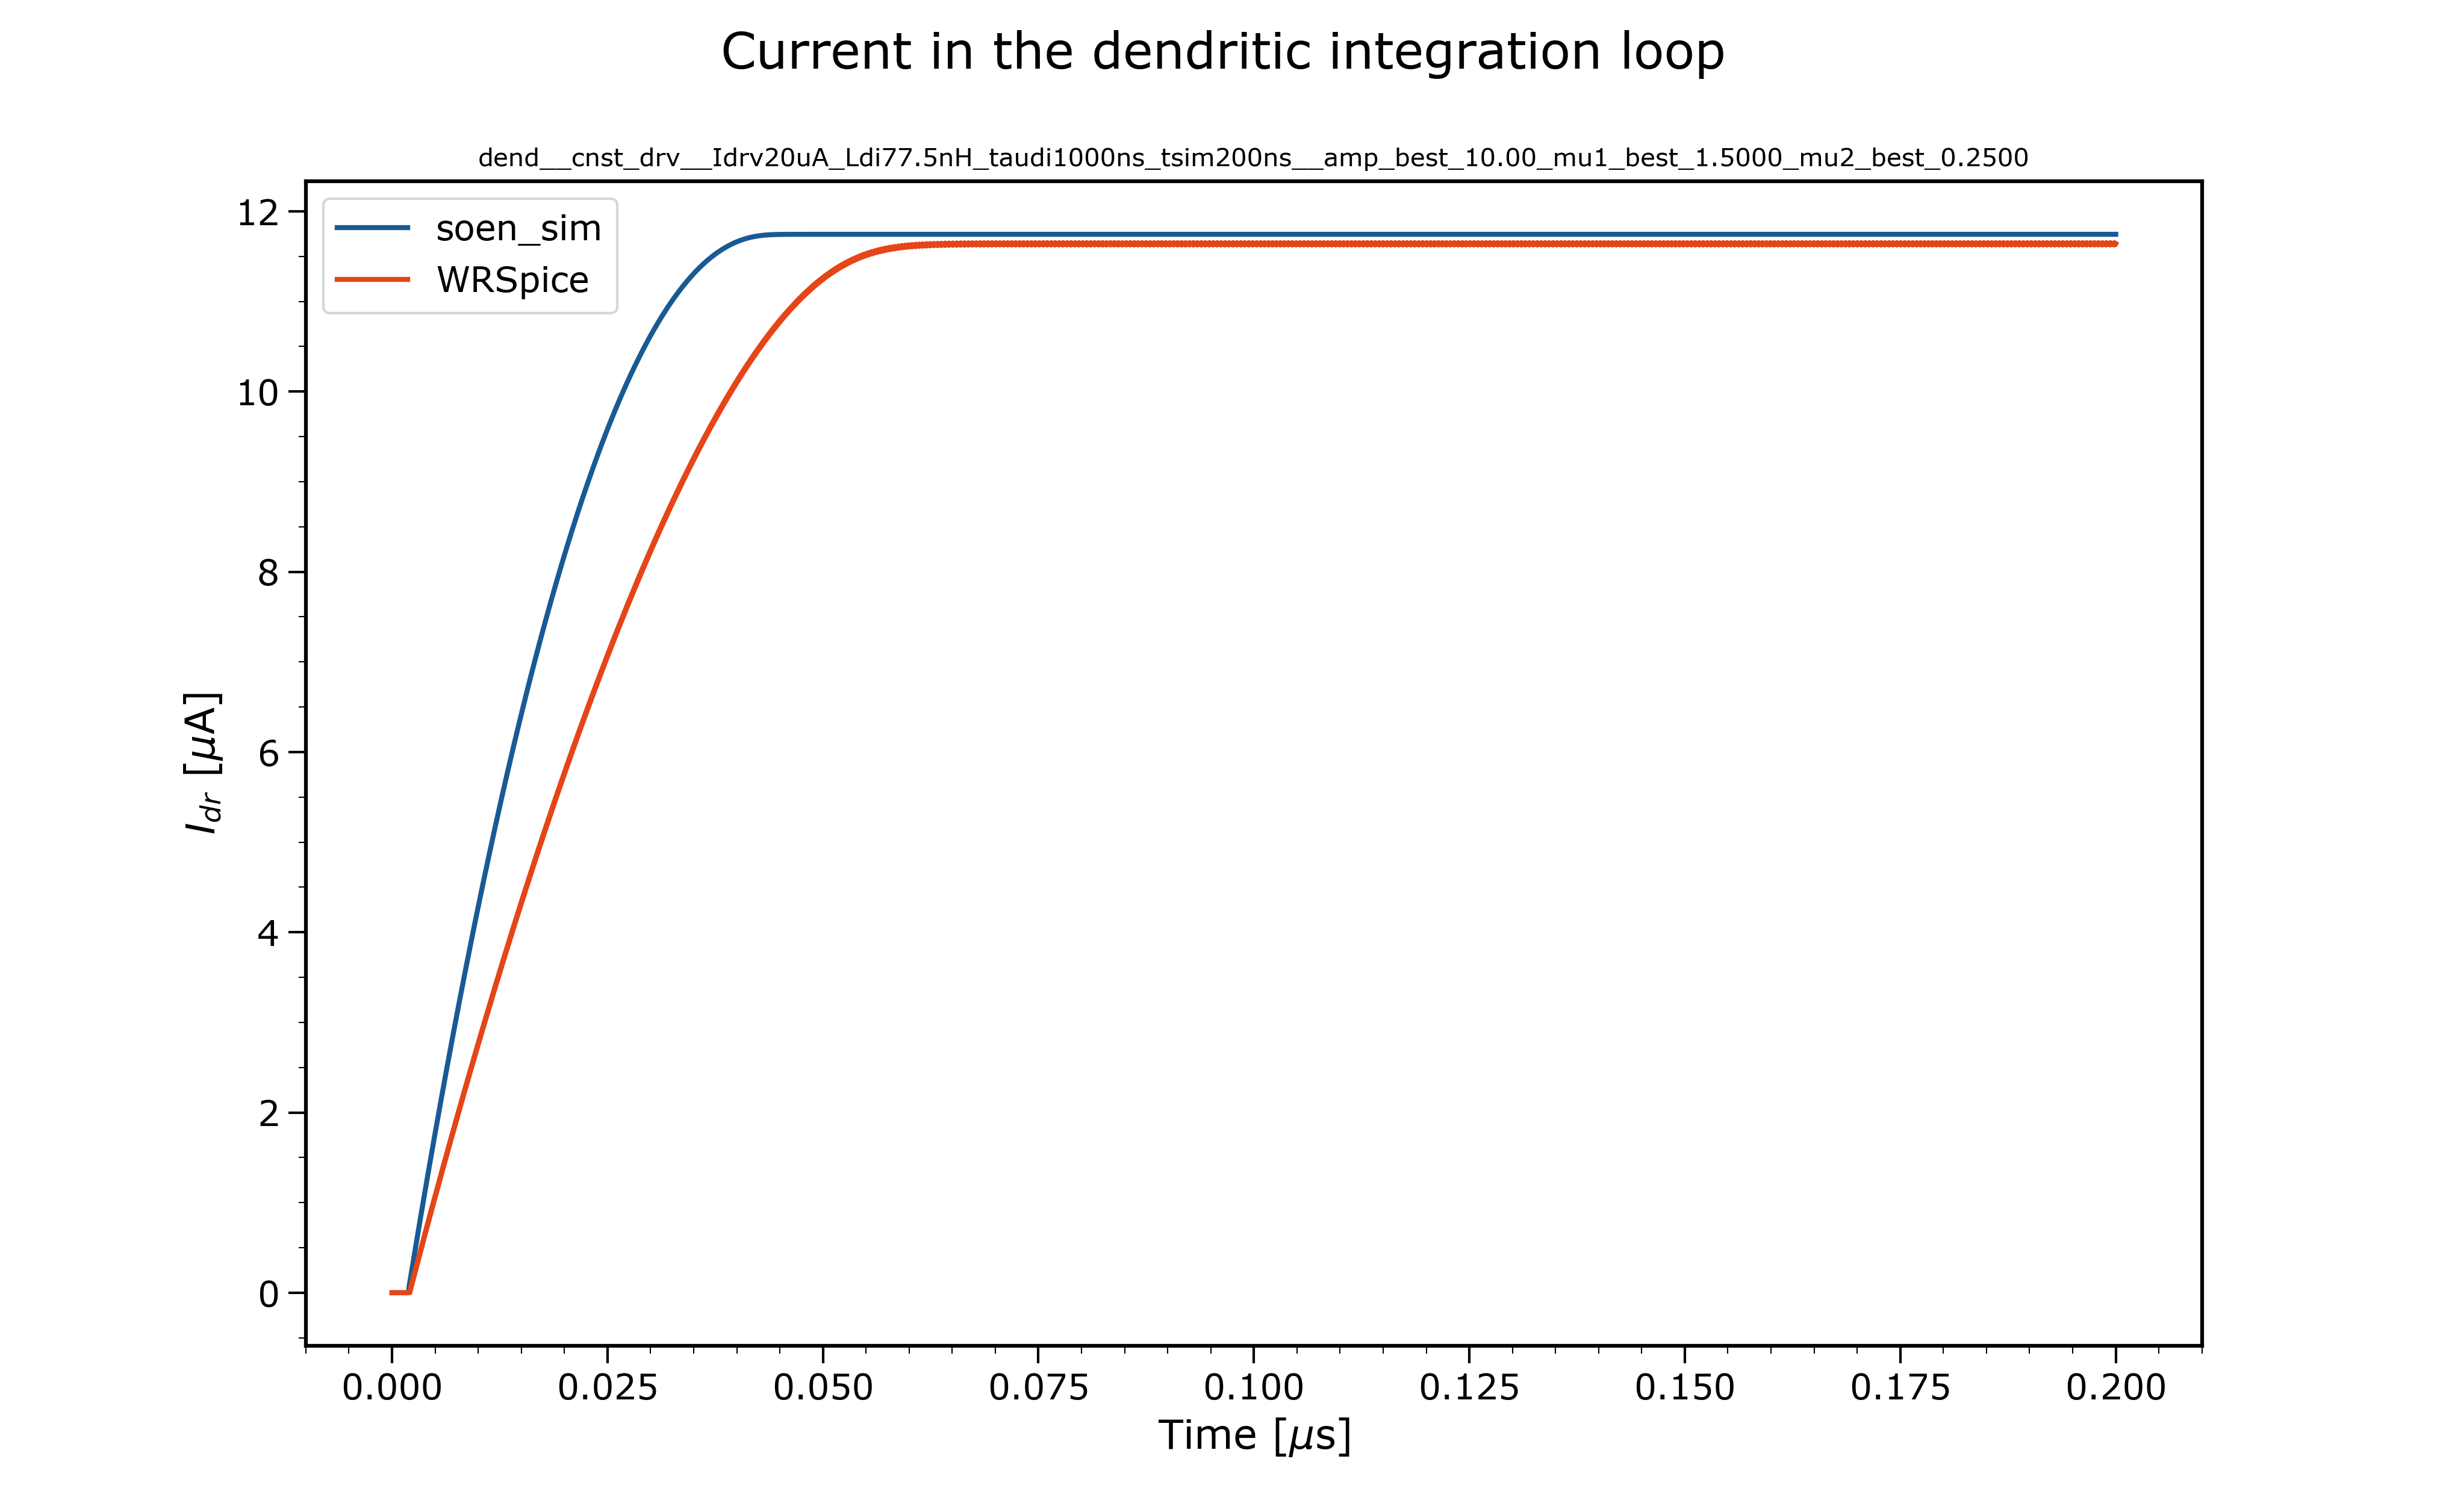 Current in the dendritic integration loop
dend__cnst_drv__Idrv20uA_Ldi77.5nH_taudi1000ns_tsim200ns__amp_best_10.00_mu1_best_1.5000_mu2_best_0.2500
soen_sim
WRSpice
12
10
8
6
4
2
0
I_dr [μA]
0.000 0.025 0.050 0.075 0.100 0.125 0.150 0.175 0.200
Time [μs]